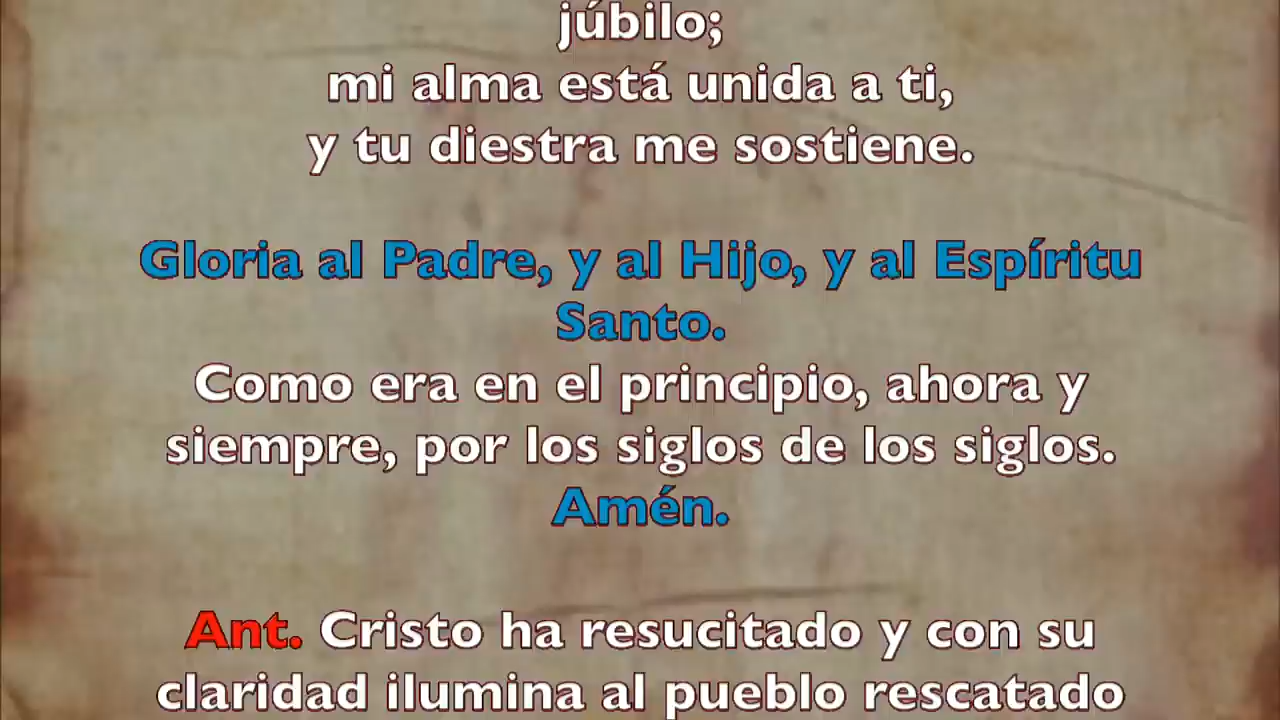 júbilo;
mi alma está unida a ti,
y tu diestra me sostiene.
Gloria al Padre, y al Hijo, y al Espíritu
Santo.
Como era en el principio, ahora y
siempre, por los siglos de los siglos.
Amén.
Ant. Cristo ha resucitado y con su
claridad ilumina al pueblo rescatado